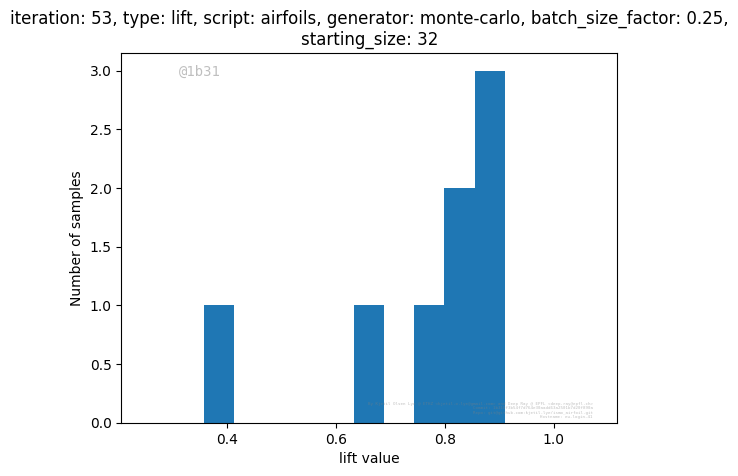 iteration: 53, type: lift, script: airfoils, generator: monte-carlo, batch_size_factor: 0.25,
starting_size: 32
@1b31
3.0
2.5
2.0
1.5
1.0
0.5
0.0
Number of samples
0.4 0.6 0.8 1.0
lift value